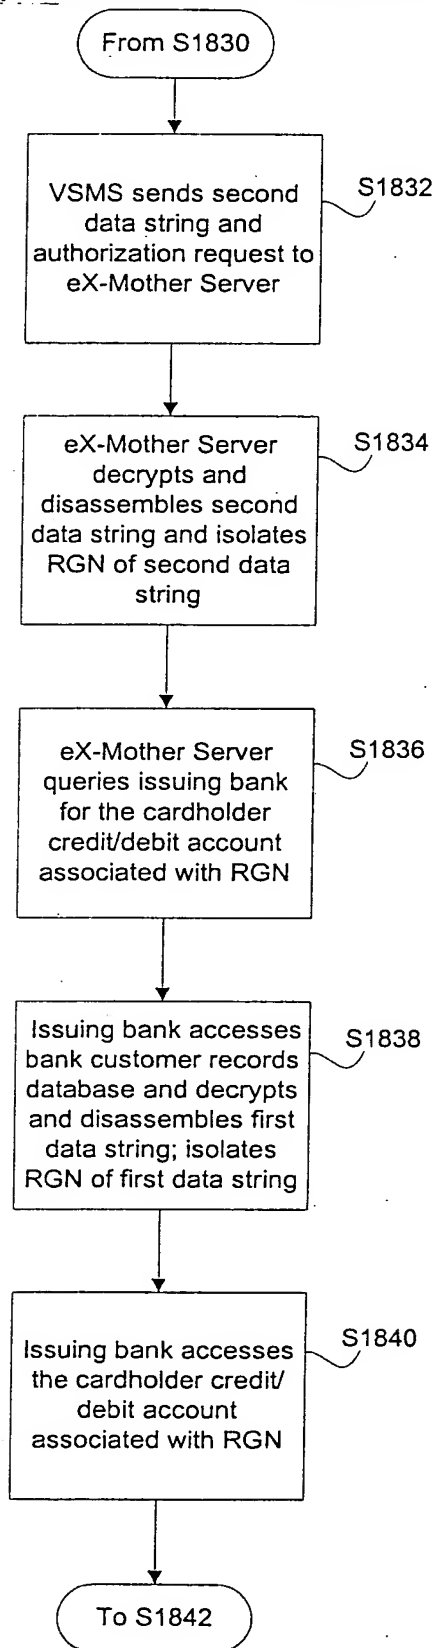 From S1830
VSMS sends second
data string and
authorization request to
eX-Mother Server
S1832
eX-Mother Server
decrypts and
disassembles second
data string and isolates
RGN of second data
string
S1834
eX-Mother Server
queries issuing bank
for the cardholder
credit/debit account
associated with RGN
S1836
Issuing bank accesses
bank customer records
database and decrypts
and disassembles first
data string; isolates
RGN of first data string
S1838
Issuing bank accesses
the cardholder credit/
debit account
associated with RGN
S1840
To S1842